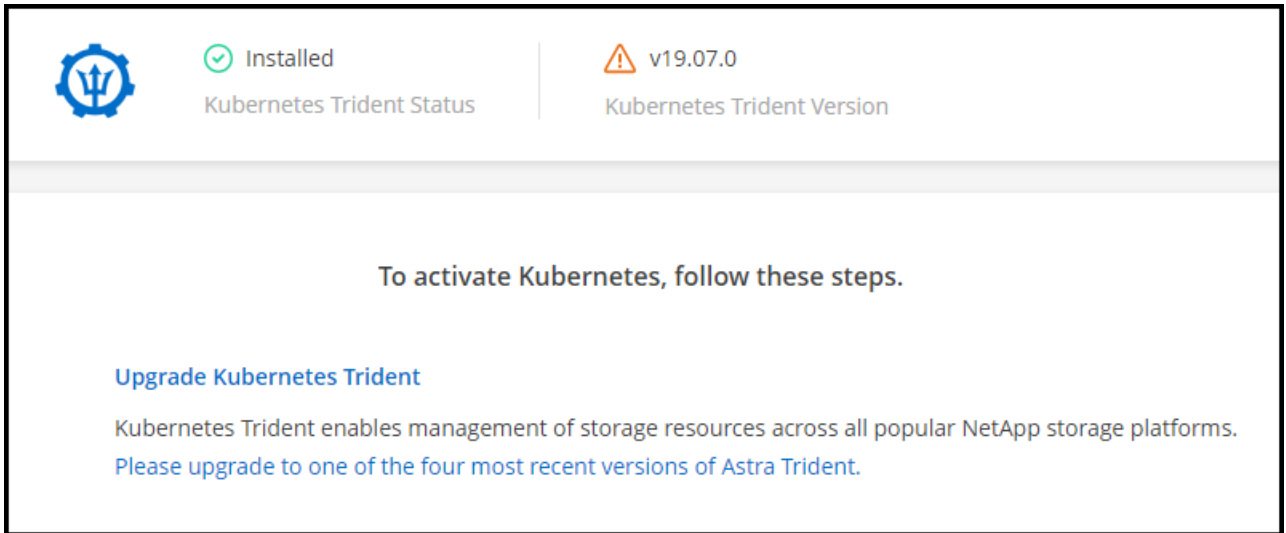 Installed
Kubernetes Trident Status
v19.07.0
Kubernetes Trident Version
To activate Kubernetes, follow these steps.
Upgrade Kubernetes Trident
Kubernetes Trident enables management of storage resources across all popular NetApp storage platforms.
Please upgrade to one of the four most recent versions of Astra Trident.